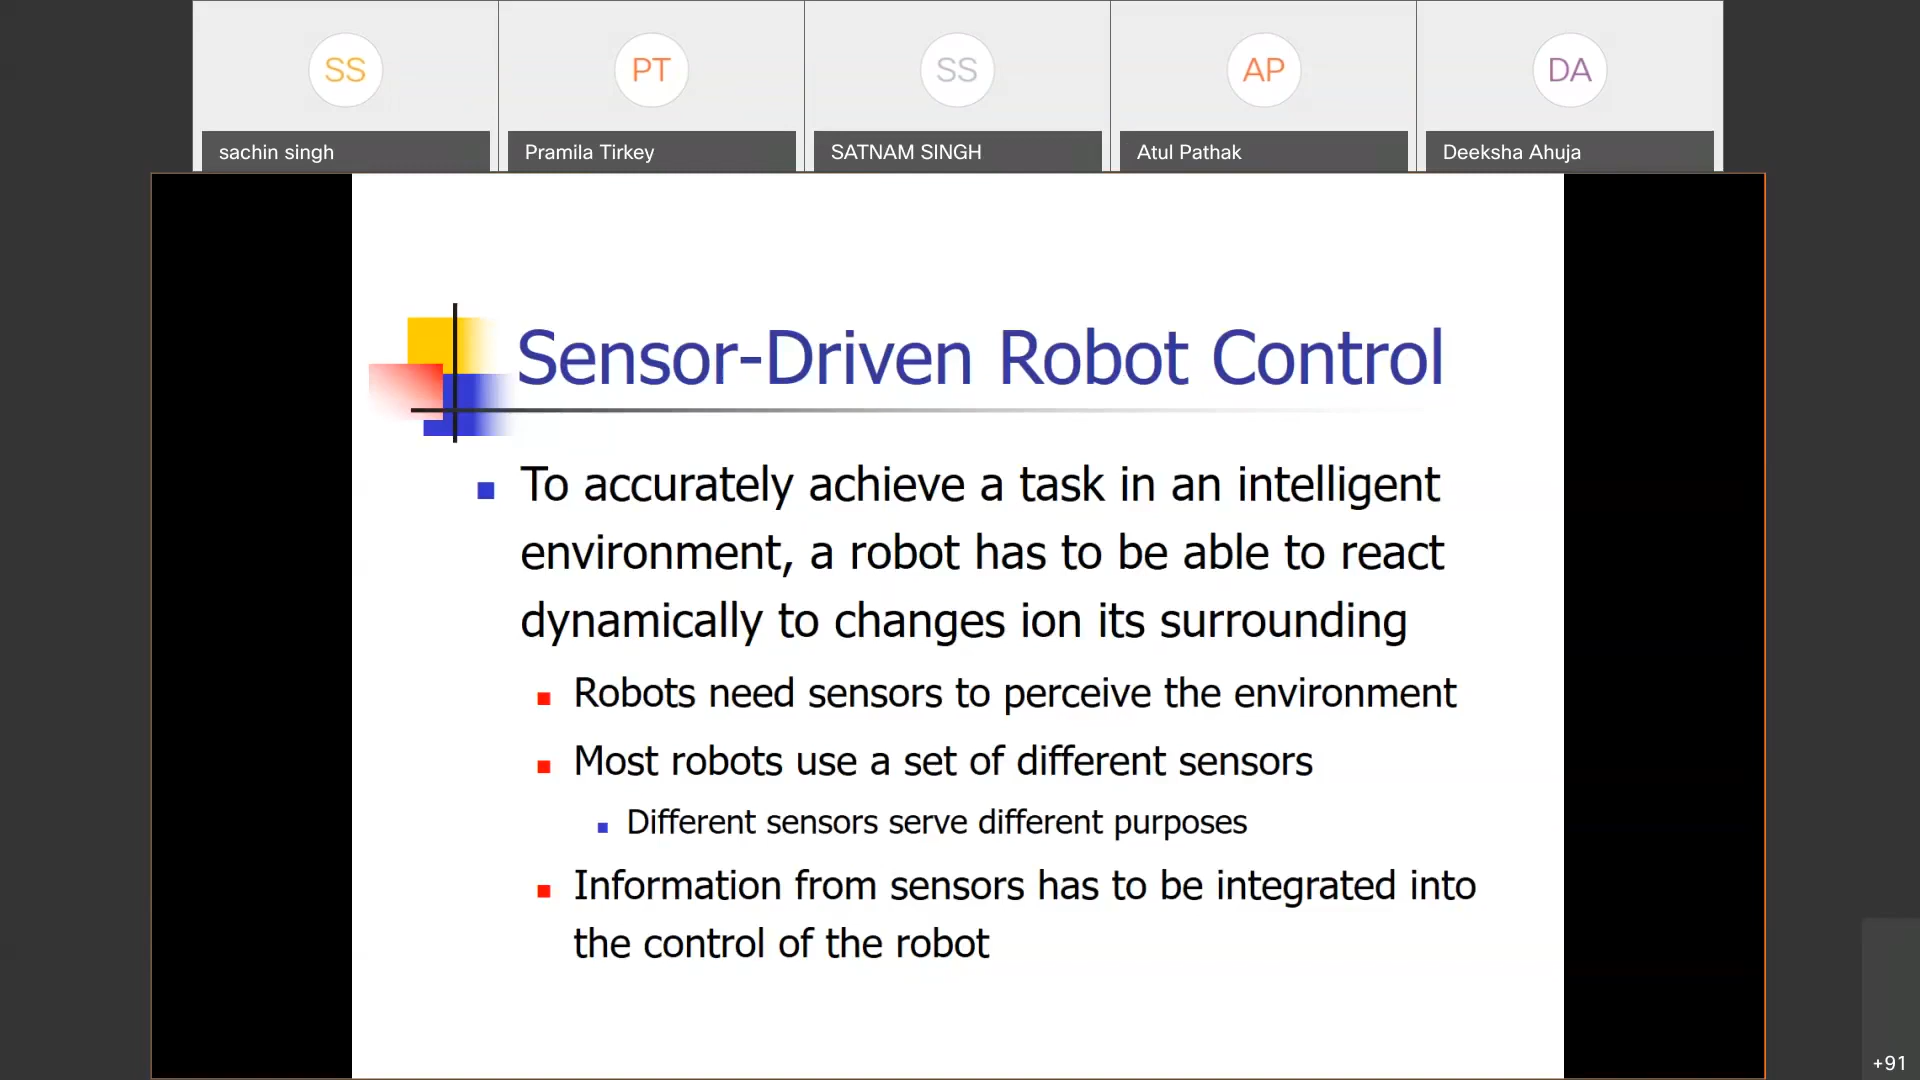 SS
PT
SS
AP
DA
sachin singh
Pramila Tirkey
SATNAM SINGH
Atul Pathak
Deeksha Ahuja
Sensor-Driven Robot Control
To accurately achieve a task in an intelligent
environment, a robot has to be able to react
dynamically to changes ion its surrounding
Robots need sensors to perceive the environment
Most robots use a set of different sensors
Different sensors serve different purposes
Information from sensors has to be integrated into
the control of the robot
+91